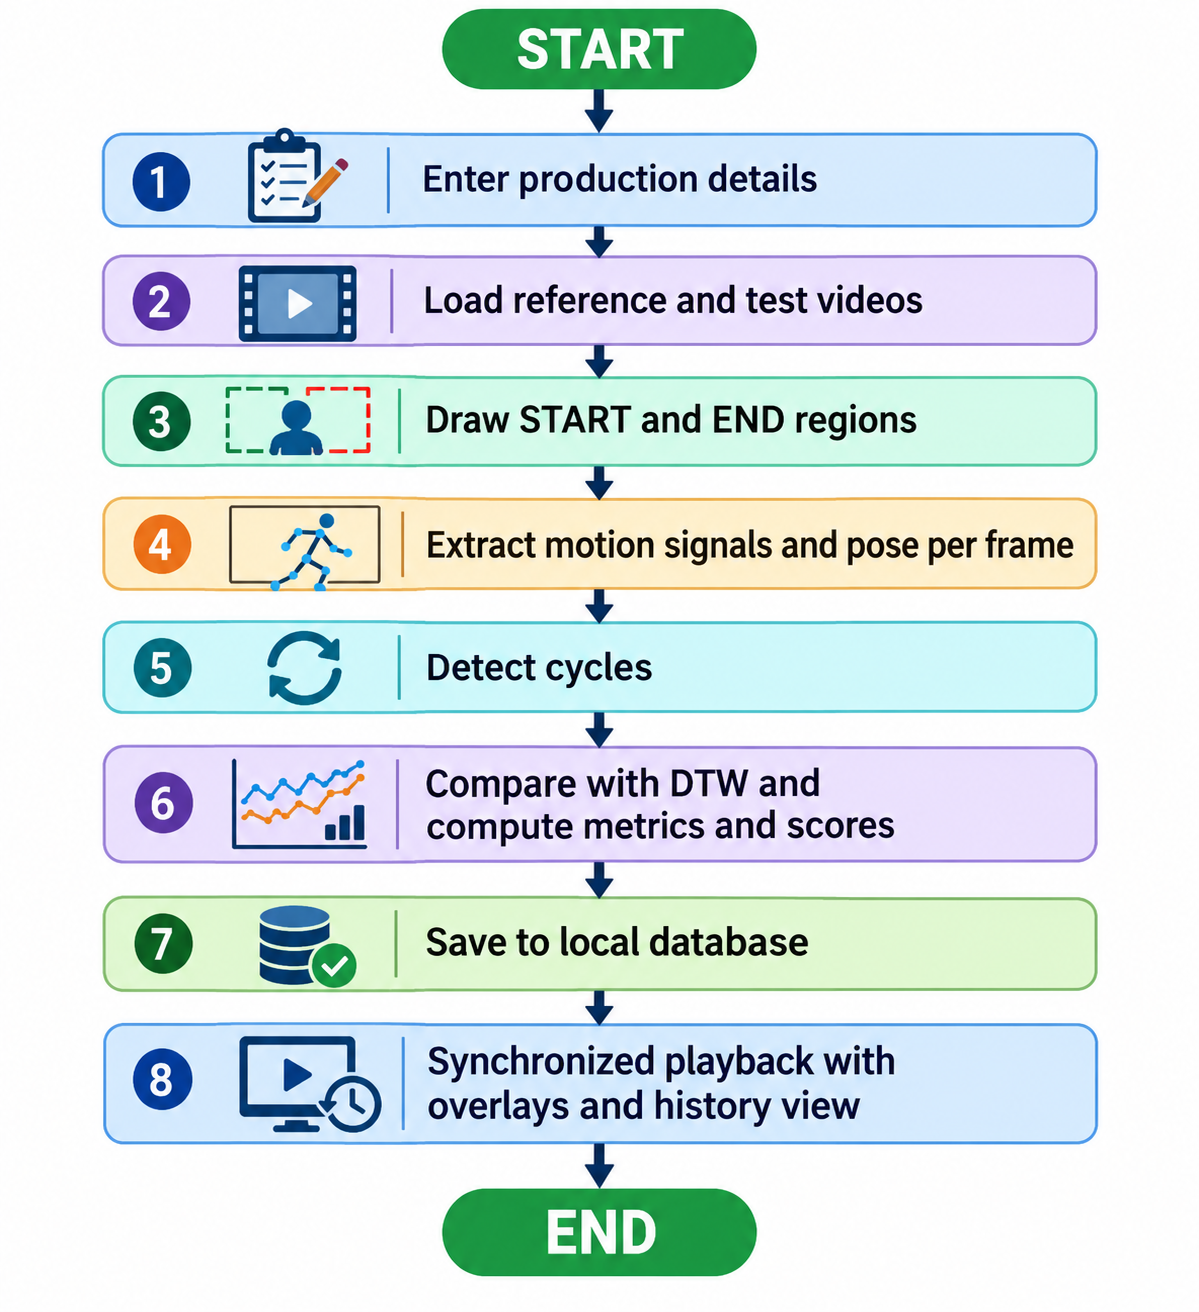 START
1
Enter production details
2
Load reference and test videos
3
Draw START and END regions
4
Extract motion signals and pose per frame
5
Detect cycles
6
Compare with DTW and
compute metrics and scores
7
Save to local database
8
Synchronized playback with
overlays and history view
END